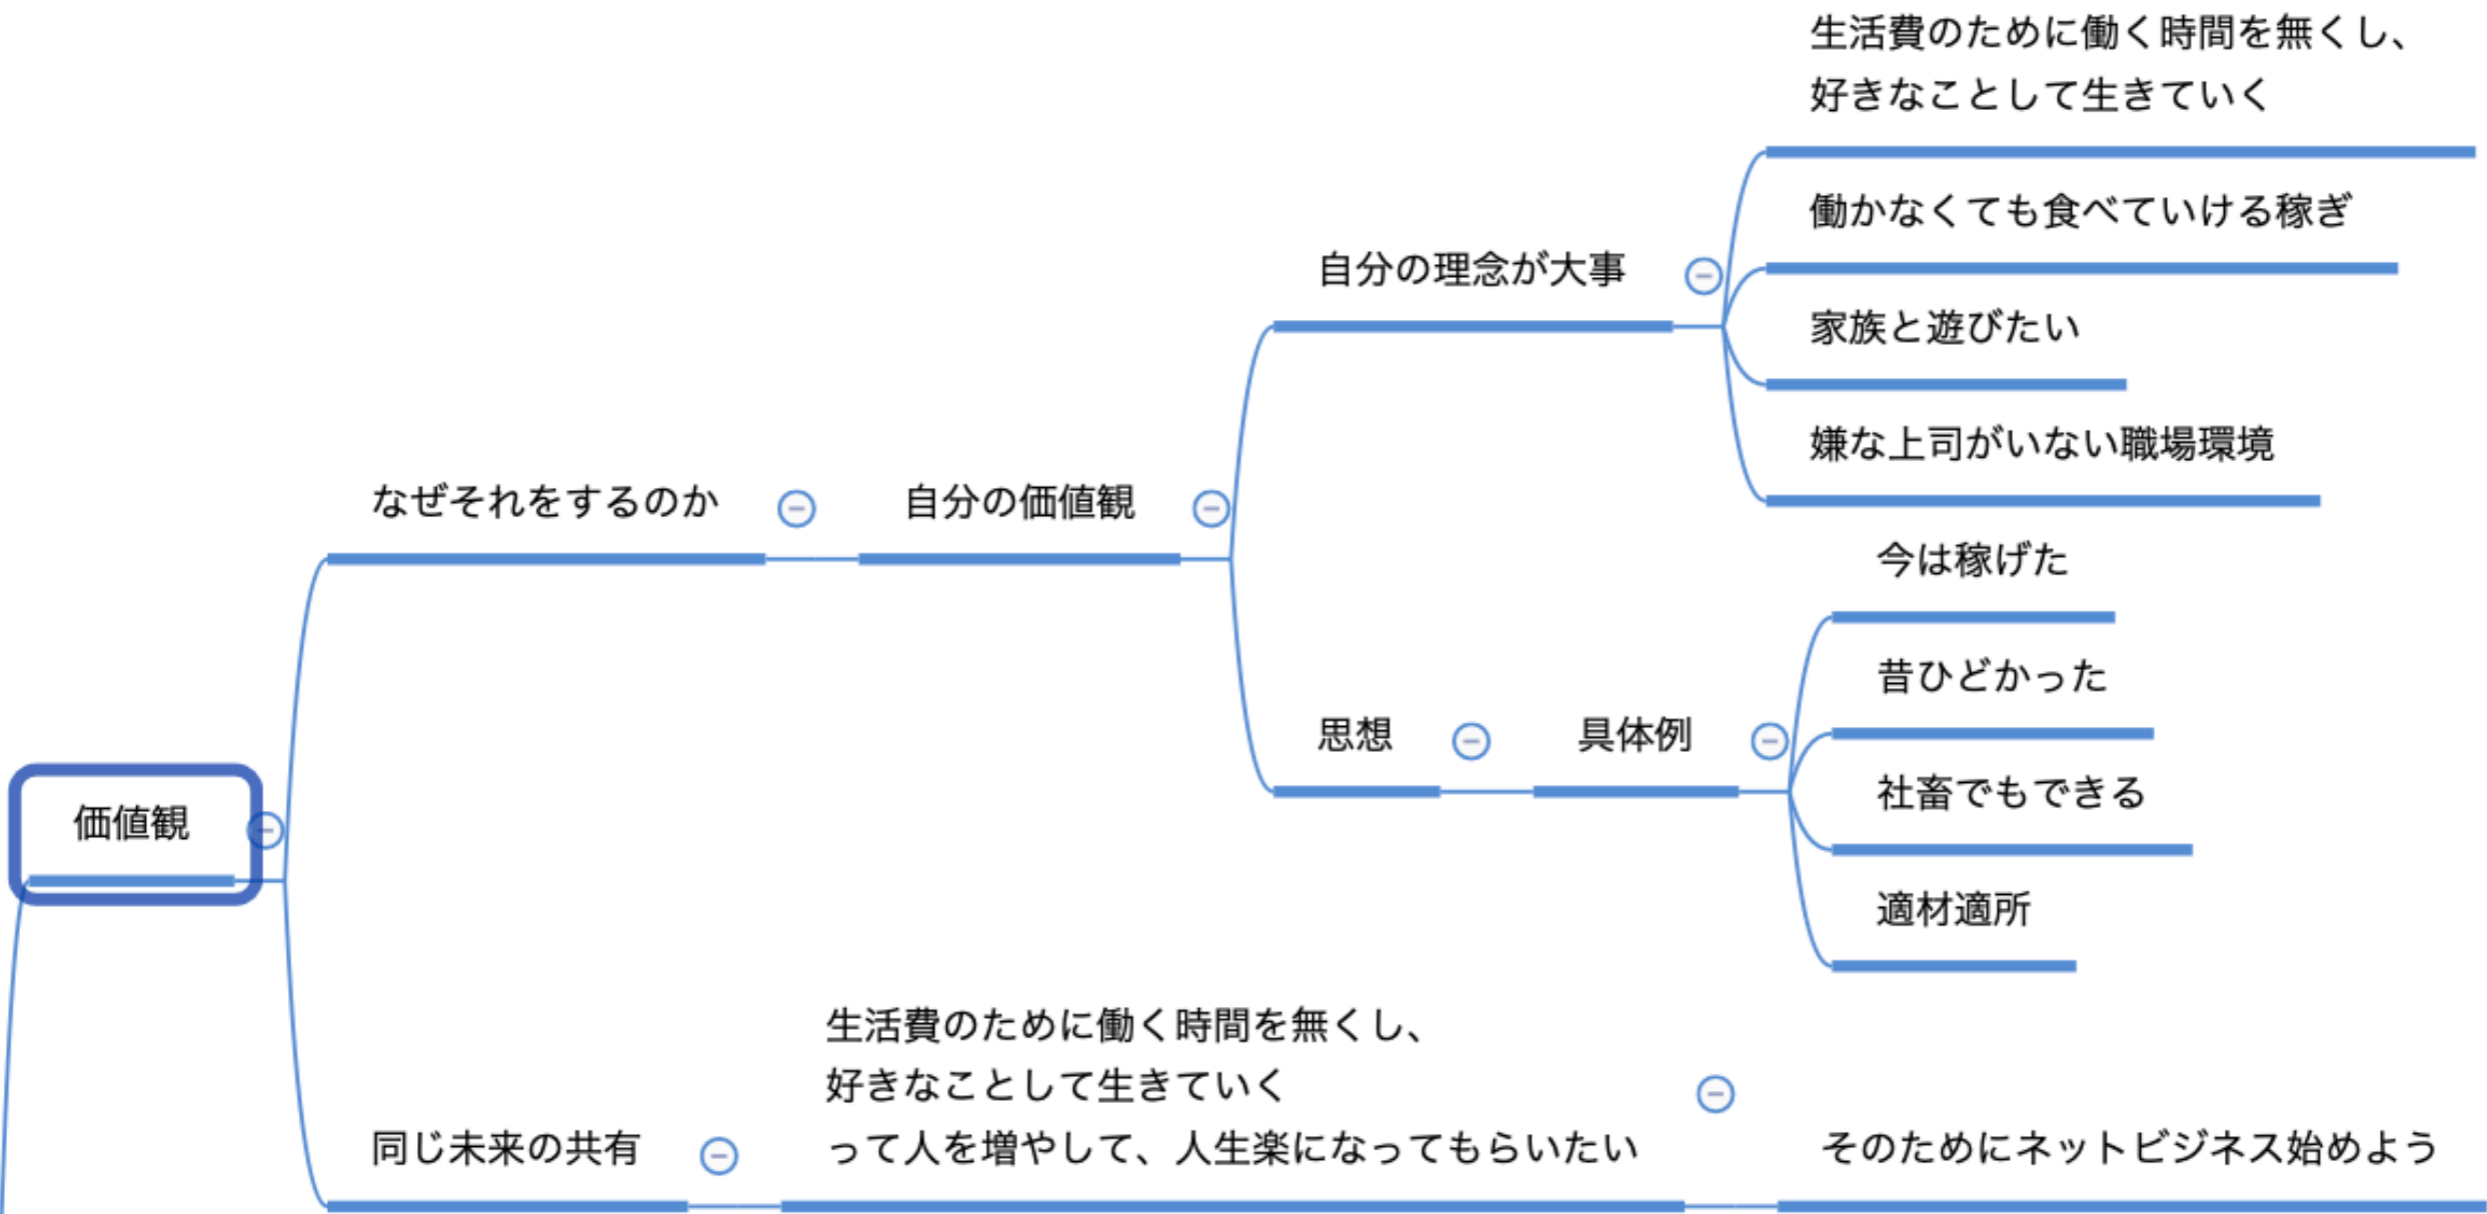 生活費のために働く時間を無くし、
好きなことして生きていく
働かなくても食べていける稼ぎ
自分の理念が大事
家族と遊びたい
嫌な上司がいない職場環境
なぜそれをするのか
自分の価値観
今は稼げた
昔ひどかった
思想
具体例
社畜でもできる
価値観
適材適所
生活費のために働く時間を無くし、
好きなことして生きていく
って人を増やして、人生楽になってもらいたい
同じ未来の共有
そのためにネットビジネス始めよう